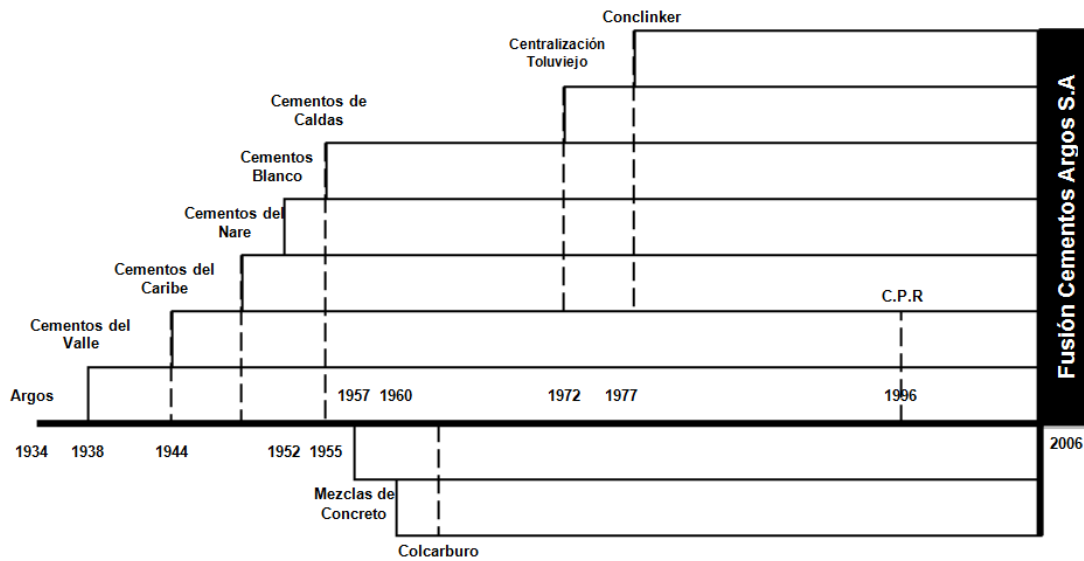 Conclinker
Centralización
Toluviejo
Cementos de
Caldas
Cementos
Blanco
Cementos del
Nare
Cementos del
Caribe
C.P.R
Cementos del
Valle
Argos
1957
1960
1972
1977
1996
1934
1938
1944
1952
1955
2006
Mezclas de
Concreto
Colcarburo
Fusión Cementos Argos S.A